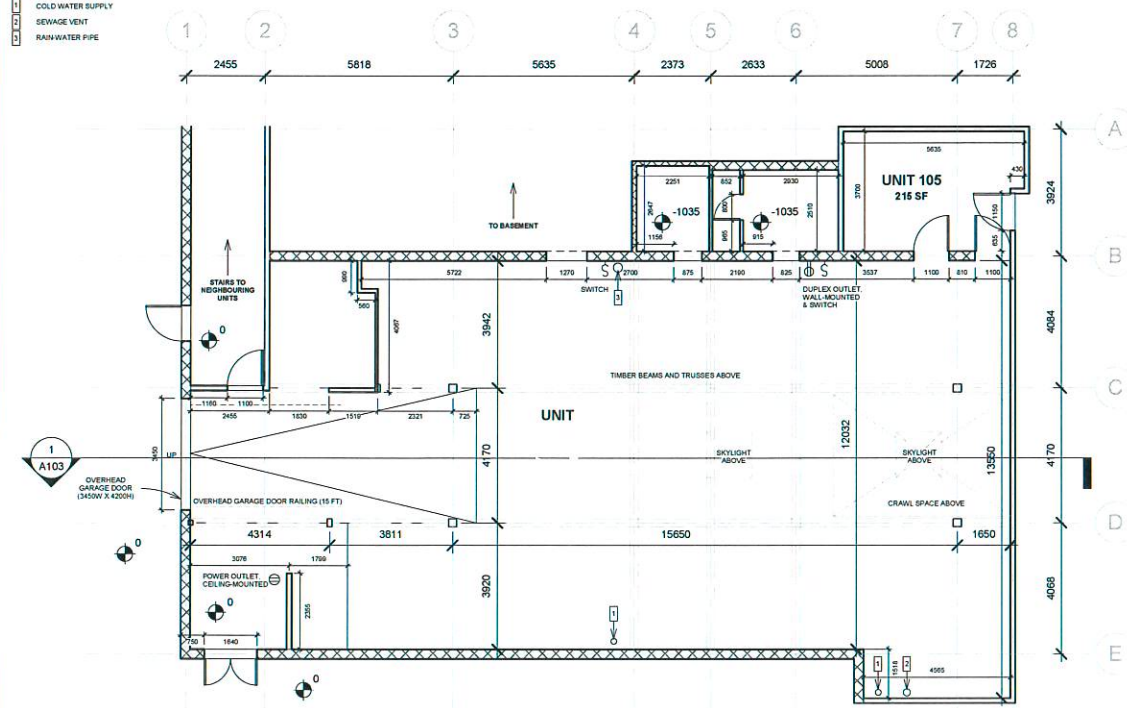 1 COLD WATER SUPPLY
2 SEWAGE VENT
3 RAIN-WATER PIPE
1 2 3 4 5 6 7 8
2455 5818 5635 2373 2633 5008 1726
A
5635
430
UNIT 105
215 SF
3700
1150
635
3924
2251 852 2930
2647
-1035
1156
800
965
-1035
2510
915
TO BASEMENT
B
5722 1270 2700 875 2190 825 3537 1100 810 1100
STAIRS TO
NEIGHBOURING
UNITS
990
560
SWITCH
S
3
S
DUPLEX OUTLET,
WALL-MOUNTED
& SWITCH
0
4067
3942
4084
TIMBER BEAMS AND TRUSSES ABOVE
C
1160 1100
2455 1830 1519 2321 725
UNIT
12032
1
A103
3450
UP
4170
SKYLIGHT
ABOVE
SKYLIGHT
ABOVE
13550
4170
OVERHEAD
GARAGE DOOR
(3450W X 4200H)
OVERHEAD GARAGE DOOR RAILING (15 FT)
CRAWL SPACE ABOVE
D
4314 3811 15650 1650
0
3076 1799
POWER OUTLET,
CEILING-MOUNTED
0
2355
3920
4068
1
750 1640
E
0
1518
1
2
4565